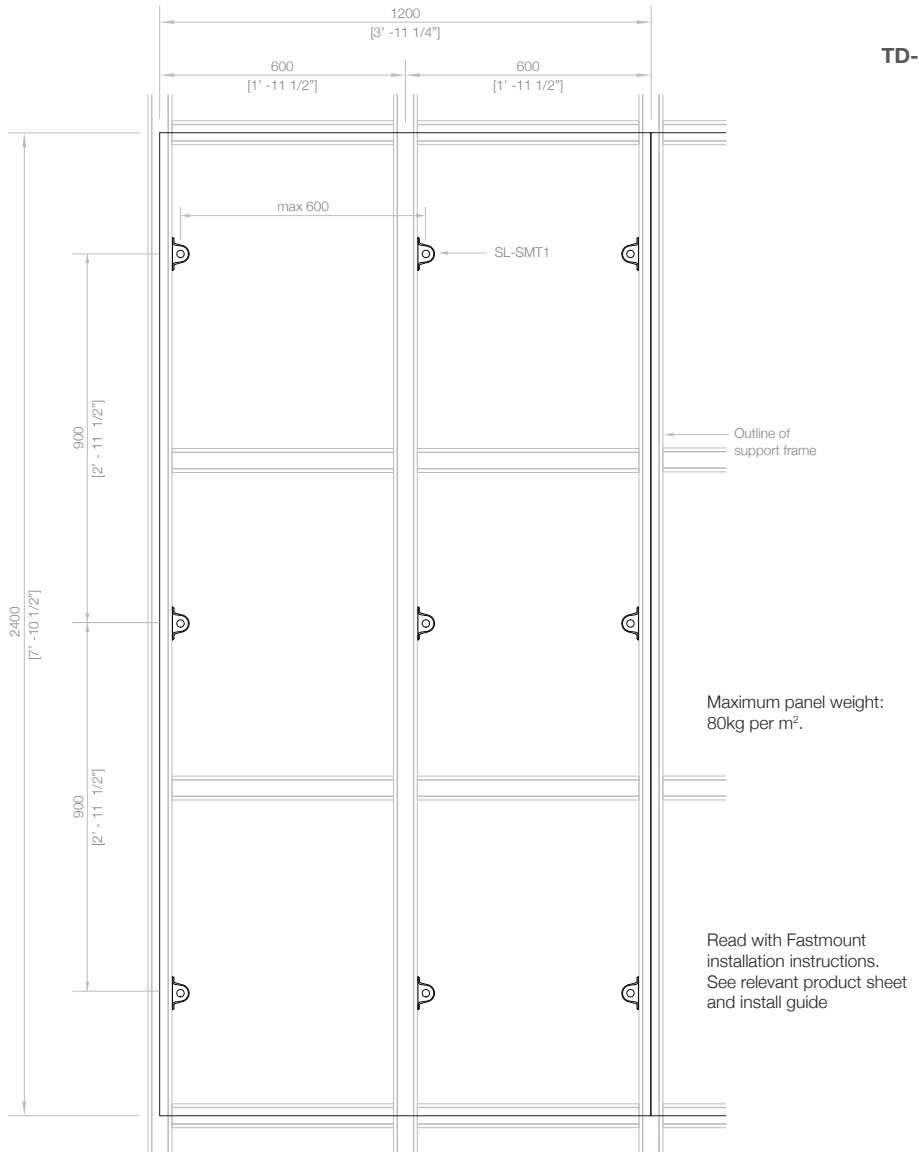 1200
[3' -11 1/4"]
TD-
600
[1' -11 1/2"]
600
[1' -11 1/2"]
max 600
SL-SMT1
900
[2' - 11 1/2"]
Outline of
support frame
2400
[7' -10 1/2"]
Maximum panel weight:
80kg per m².
900
[2' - 11 1/2"]
Read with Fastmount
installation instructions.
See relevant product sheet
and install guide